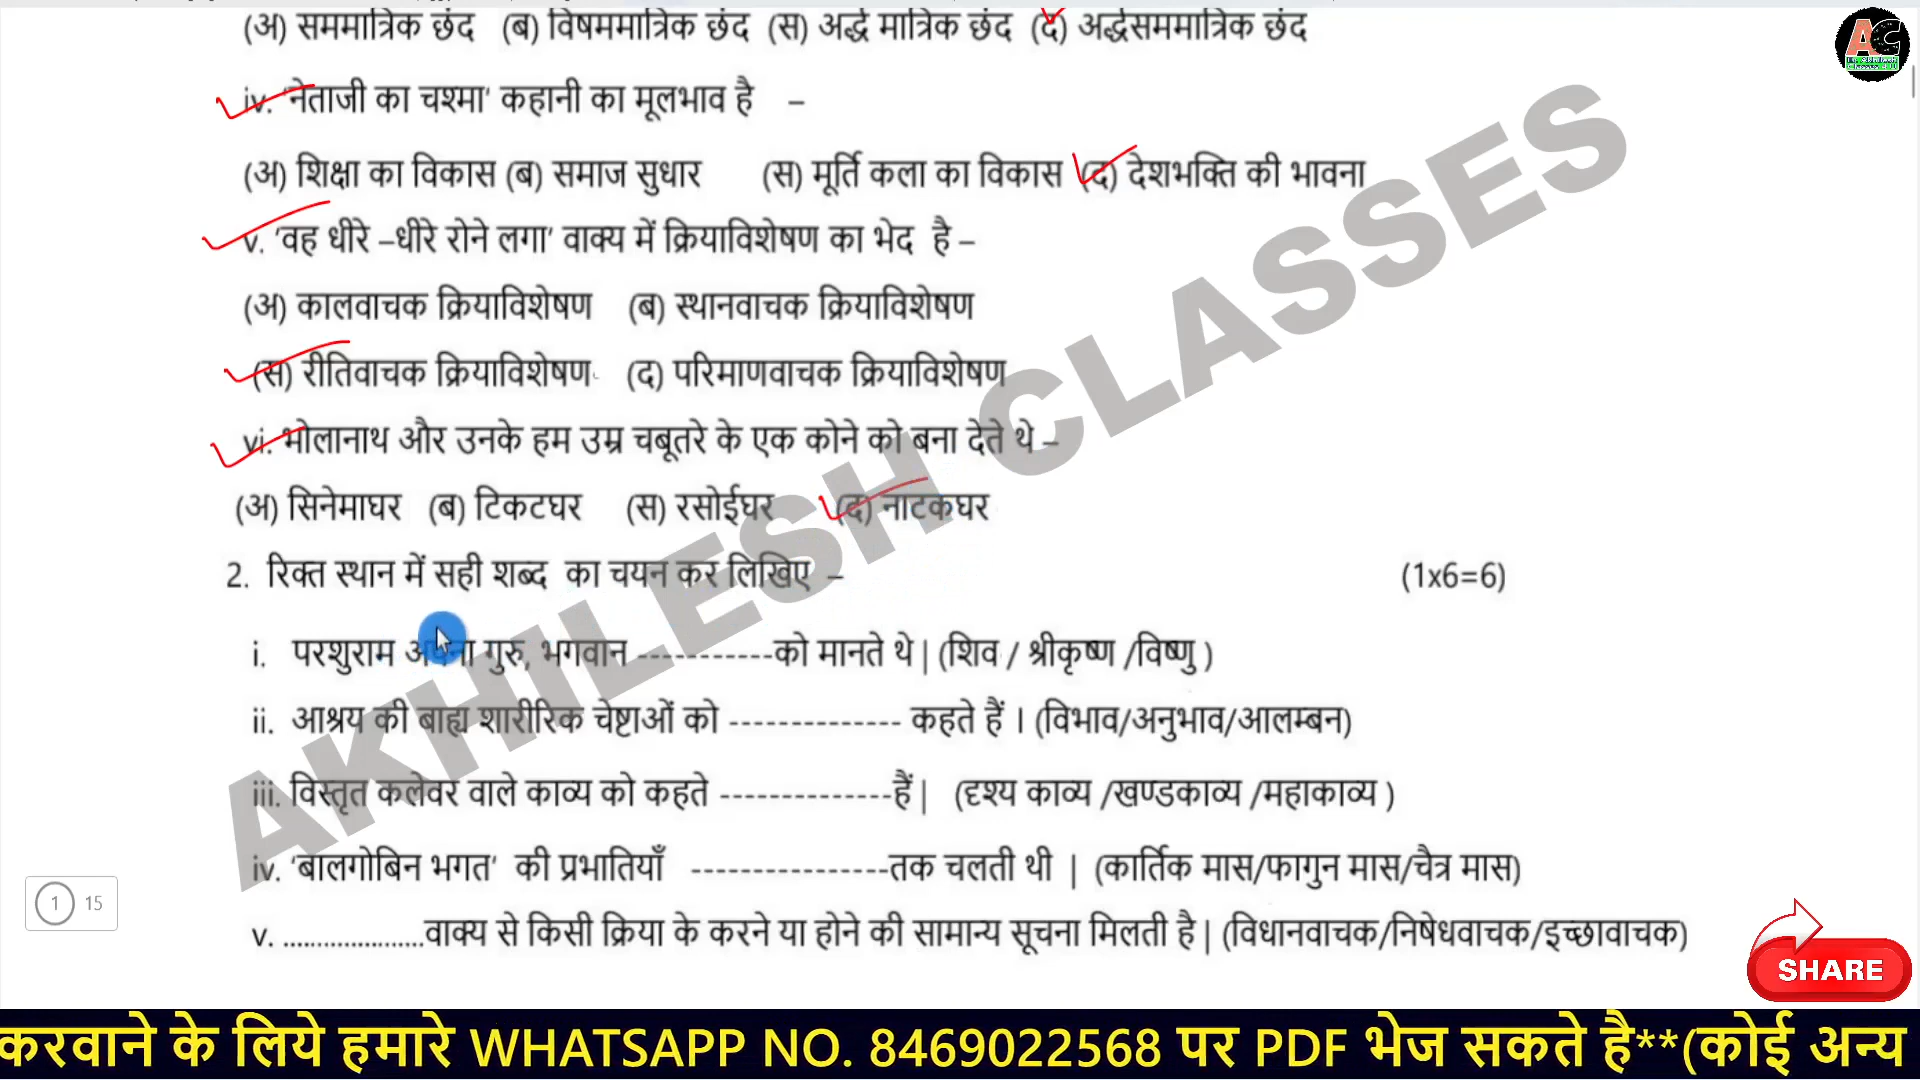 (अ) सममात्रिक छंद (ब) विषममात्रिक छंद (स) अर्द्ध मात्रिक छंद (द) अर्द्धसममात्रिक छंद
iv. 'नेताजी का चश्मा' कहानी का मूलभाव है –
(अ) शिक्षा का विकास (ब) समाज सुधार (स) मूर्ति कला का विकास (द) देशभक्ति की भावना
v. 'वह धीरे –धीरे रोने लगा' वाक्य में क्रियाविशेषण का भेद है –
(अ) कालवाचक क्रियाविशेषण (ब) स्थानवाचक क्रियाविशेषण
(स) रीतिवाचक क्रियाविशेषण (द) परिमाणवाचक क्रियाविशेषण
vi. भोलानाथ और उनके हम उम्र चबूतरे के एक कोने को बना देते थे –
(अ) सिनेमाघर (ब) टिकटघर (स) रसोईघर (द) नाटकघर
2. रिक्त स्थान में सही शब्द का चयन कर लिखिए – (1x6=6)
i. परशुराम अपना गुरु, भगवान ------------को मानते थे | (शिव / श्रीकृष्ण /विष्णु )
ii. आश्रय की बाह्य शारीरिक चेष्टाओं को -------------- कहते हैं । (विभाव/अनुभाव/आलम्बन)
iii. विस्तृत कलेवर वाले काव्य को कहते --------------हैं | (दृश्य काव्य /खण्डकाव्य /महाकाव्य )
iv. 'बालगोबिन भगत' की प्रभातियाँ ----------------तक चलती थी | (कार्तिक मास/फागुन मास/चैत्र मास)
v. .....................वाक्य से किसी क्रिया के करने या होने की सामान्य सूचना मिलती है | (विधानवाचक/निषेधवाचक/इच्छावाचक)
AKHILESH CLASSES
AC
1 15
SHARE
करवाने के लिये हमारे WHATSAPP NO. 8469022568 पर PDF भेज सकते है**(कोई अन्य